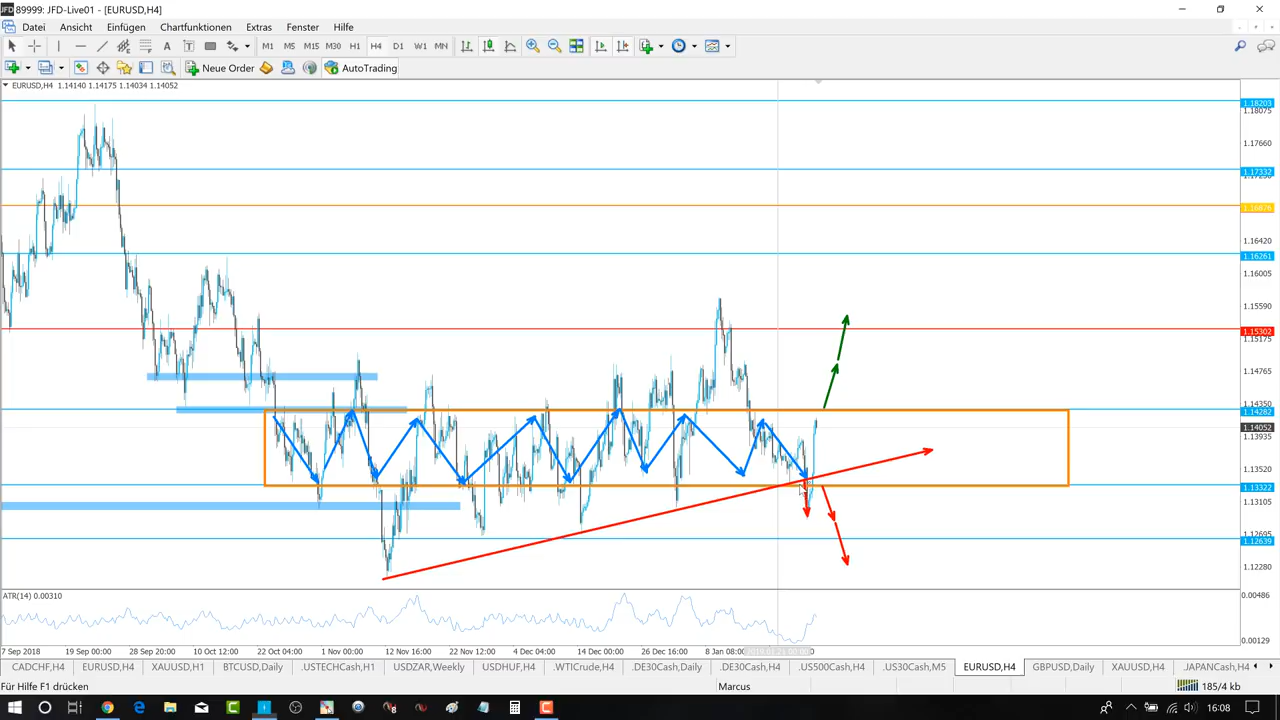 JFD 89999: JFD-Live01 - [EURUSD,H4]
Datei Ansicht Einfügen Chartfunktionen Extras Fenster Hilfe
A T M1 M5 M15 M30 H1 H4 D1 W1 MN
Neue Order AutoTrading
EURUSD,H4 1.14140 1.14175 1.14034 1.14052
1.18203
1.18075
1.17660
1.17332
1.16876
1.16420
1.16261
1.16005
1.15590
1.15302
1.15175
1.14765
1.14350
1.14282
1.14052
1.13935
1.13520
1.13322
1.13105
1.12695
1.12639
1.12280
ATR(14) 0.00310
0.00486
0.00129
7 Sep 2018 19 Sep 00:00 28 Sep 20:00 10 Oct 12:00 22 Oct 04:00 1 Nov 00:00 12 Nov 16:00 22 Nov 12:00 4 Dec 04:00 14 Dec 00:00 26 Dec 16:00 8 Jan 08:00
CADCHF,H4 EURUSD,H4 XAUUSD,H1 BTCUSD,Daily .USTECHCash,H1 USDZAR,Weekly USDHUF,H4 .WTICrude,H4 .DE30Cash,Daily .DE30Cash,H4 .US500Cash,H4 .US30Cash,M5 EURUSD,H4 GBPUSD,Daily XAUUSD,H4 .JAPANCash,H4
Für Hilfe F1 drücken Marcus 185/4 kb
16:08